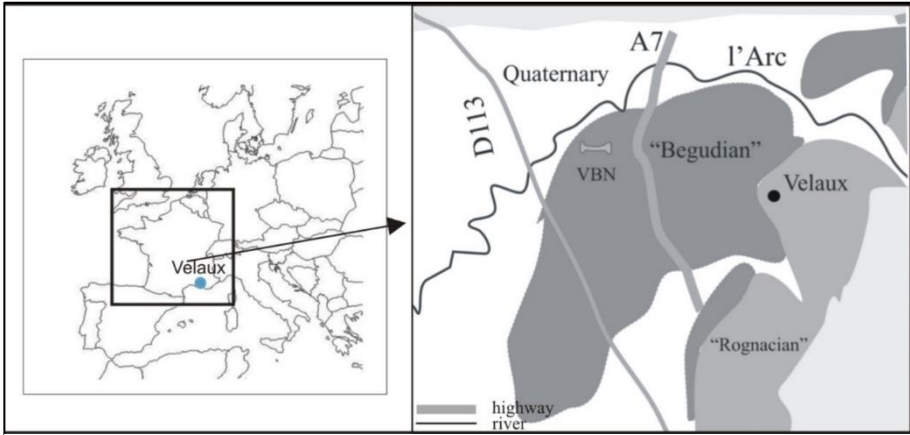 Velaux
A7
l'Arc
Quaternary
D113
"Begudian"
VBN
Velaux
"Rognacian"
highway
river